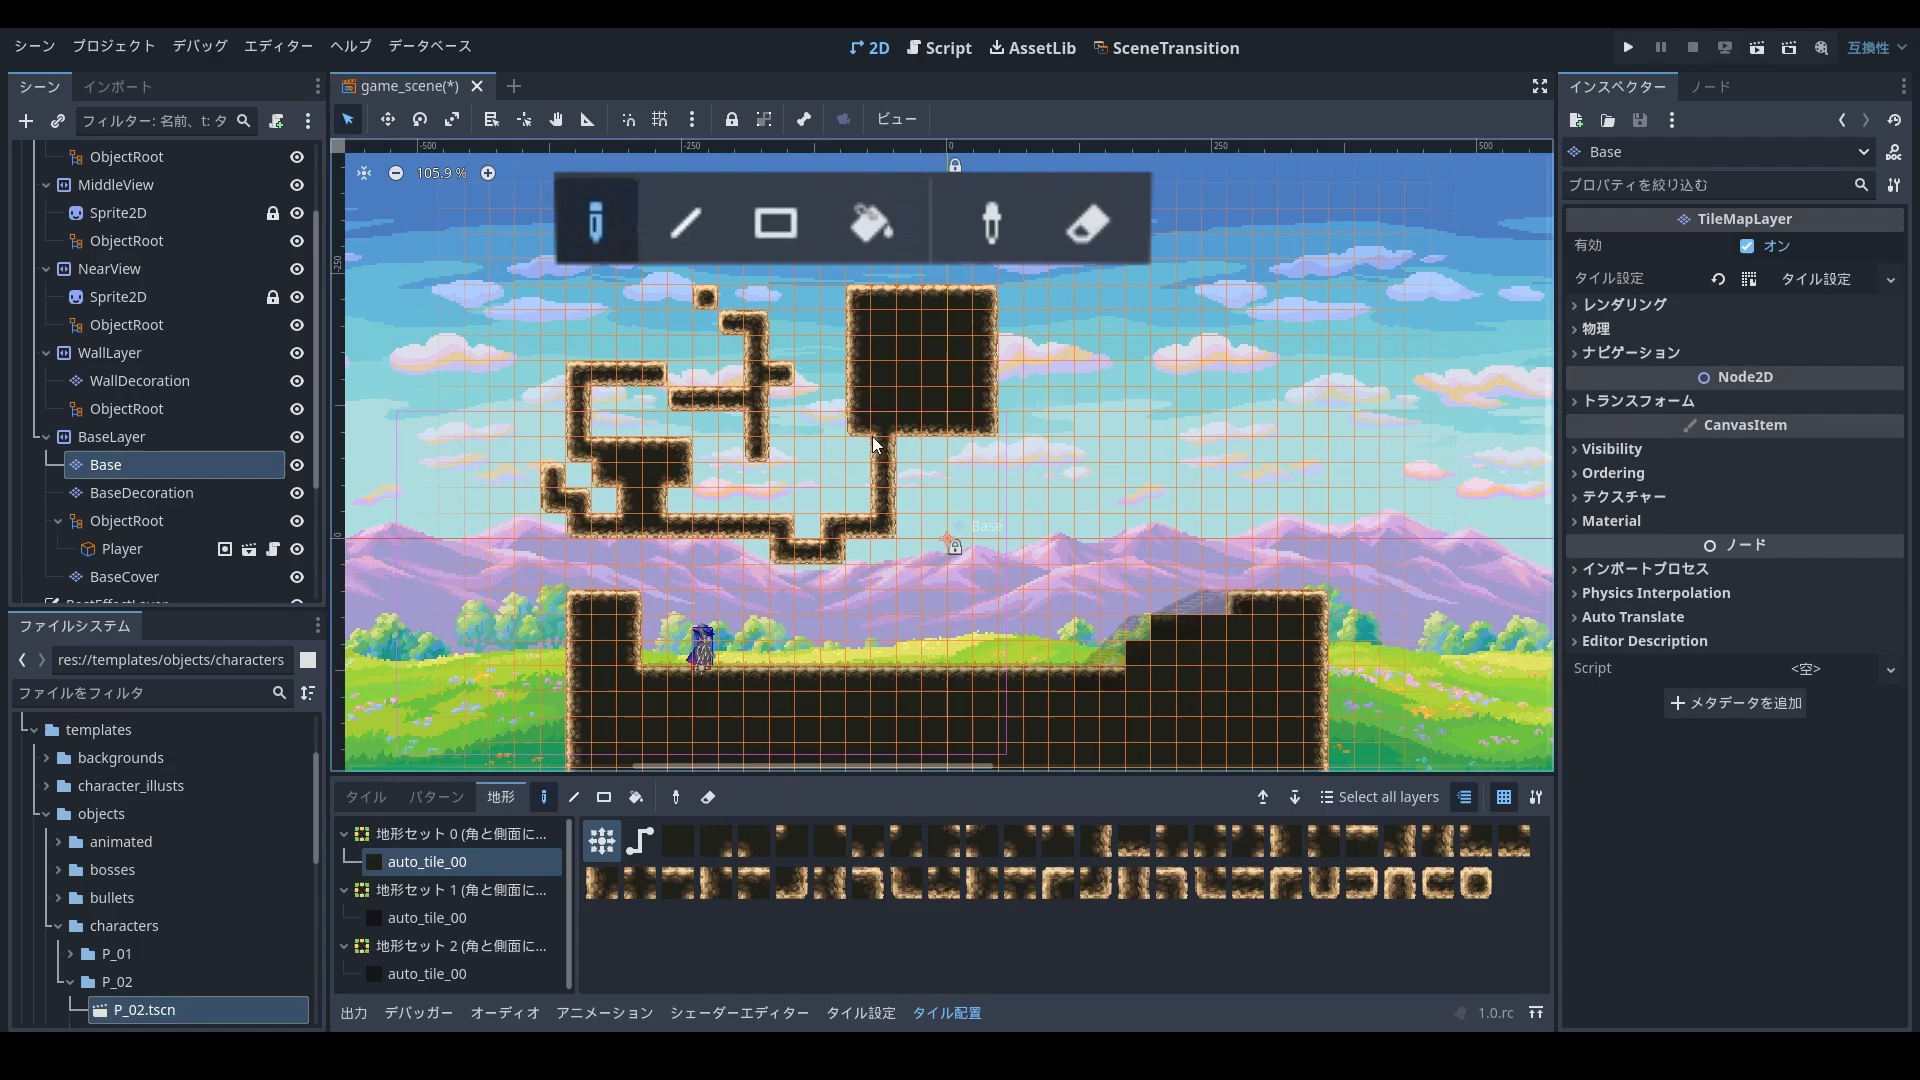 シーン プロジェクト デバッグ エディター ヘルプ データベース
2D Script AssetLib SceneTransition
互換性
シーン インポート
フィルター: 名前、t: タ
ObjectRoot
MiddleView
Sprite2D
ObjectRoot
NearView
Sprite2D
ObjectRoot
WallLayer
WallDecoration
ObjectRoot
BaseLayer
Base
BaseDecoration
ObjectRoot
Player
BaseCover
ファイルシステム
res://templates/objects/characters
ファイルをフィルタ
templates
backgrounds
character_illusts
objects
animated
bosses
bullets
characters
P_01
P_02
P_02.tscn
game_scene(*)
ビュー
-500 -250 0 250 500
-250
0
105.9 %
Base
タイル パターン 地形
Select all layers
地形セット 0 (角と側面に...
auto_tile_00
地形セット 1 (角と側面に...
auto_tile_00
地形セット 2 (角と側面に...
auto_tile_00
出力 デバッガー オーディオ アニメーション シェーダーエディター タイル設定 タイル配置
1.0.rc
インスペクター ノード
Base
DOC
プロパティを絞り込む
TileMapLayer
有効 オン
タイル設定 タイル設定
レンダリング
物理
ナビゲーション
Node2D
トランスフォーム
CanvasItem
Visibility
Ordering
テクスチャー
Material
ノード
インポートプロセス
Physics Interpolation
Auto Translate
Editor Description
Script <空>
メタデータを追加